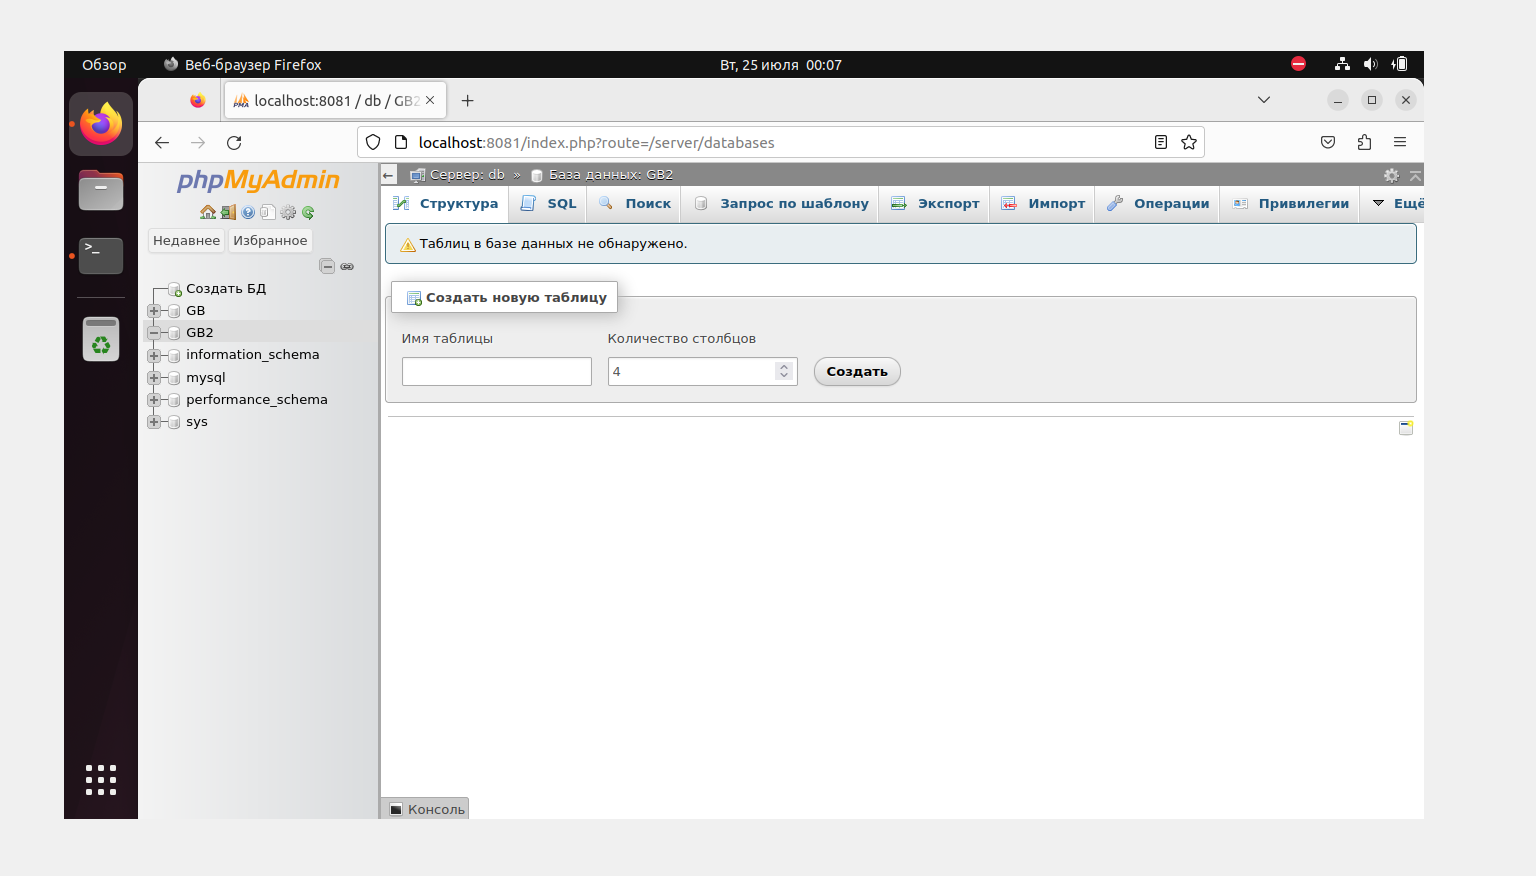 Обзор Веб-браузер Firefox Вт, 25 июля 00:07
localhost:8081 / db / GB2
localhost:8081/index.php?route=/server/databases
phpMyAdmin
Недавнее Избранное
Создать БД
GB
GB2
information_schema
mysql
performance_schema
sys
Сервер: db » База данных: GB2
Структура SQL Поиск Запрос по шаблону Экспорт Импорт Операции Привилегии Ещё
Таблиц в базе данных не обнаружено.
Создать новую таблицу
Имя таблицы Количество столбцов
4 Создать
Консоль